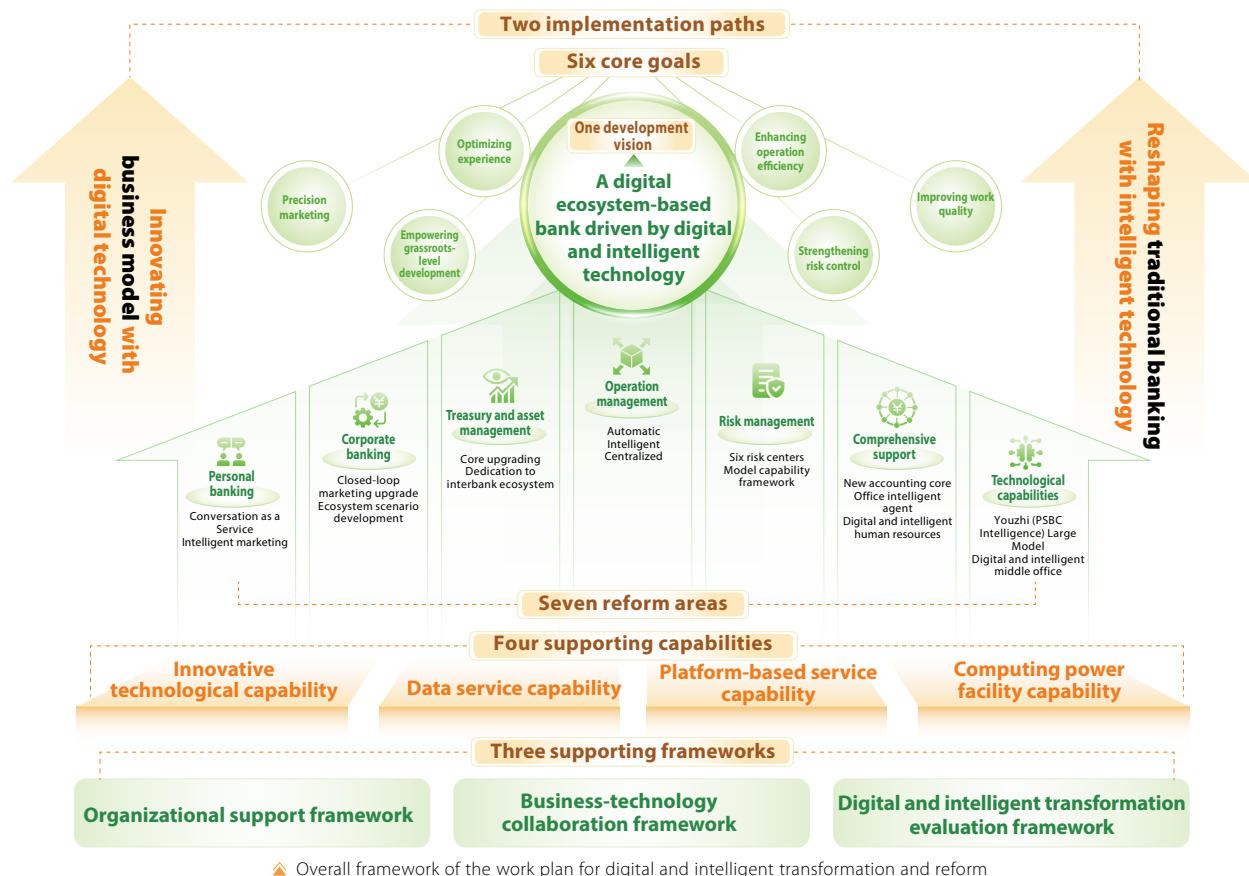 Two implementation paths
Six core goals
Innovating
business model with
digital technology
Reshaping traditional banking
with intelligent technology
Precision
marketing
Optimizing
experience
Empowering
grassroots-
level
development
One development
vision
A digital
ecosystem-based
bank driven by digital
and intelligent
technology
Enhancing
operation
efficiency
Strengthening
risk control
Improving work
quality
Personal
banking
Conversation as a
Service
Intelligent marketing
Corporate
banking
Closed-loop
marketing upgrade
Ecosystem scenario
development
Treasury and asset
management
Core upgrading
Dedication to
interbank ecosystem
Operation
management
Automatic
Intelligent
Centralized
Risk management
Six risk centers
Model capability
framework
Comprehensive
support
New accounting core
Office intelligent
agent
Digital and intelligent
human resources
Technological
capabilities
Youzhi (PSBC
Intelligence) Large
Model
Digital and intelligent
middle office
Seven reform areas
Four supporting capabilities
Innovative
technological capability
Data service capability
Platform-based service
capability
Computing power
facility capability
Three supporting frameworks
Organizational support framework
Business-technology
collaboration framework
Digital and intelligent transformation
evaluation framework
Overall framework of the work plan for digital and intelligent transformation and reform